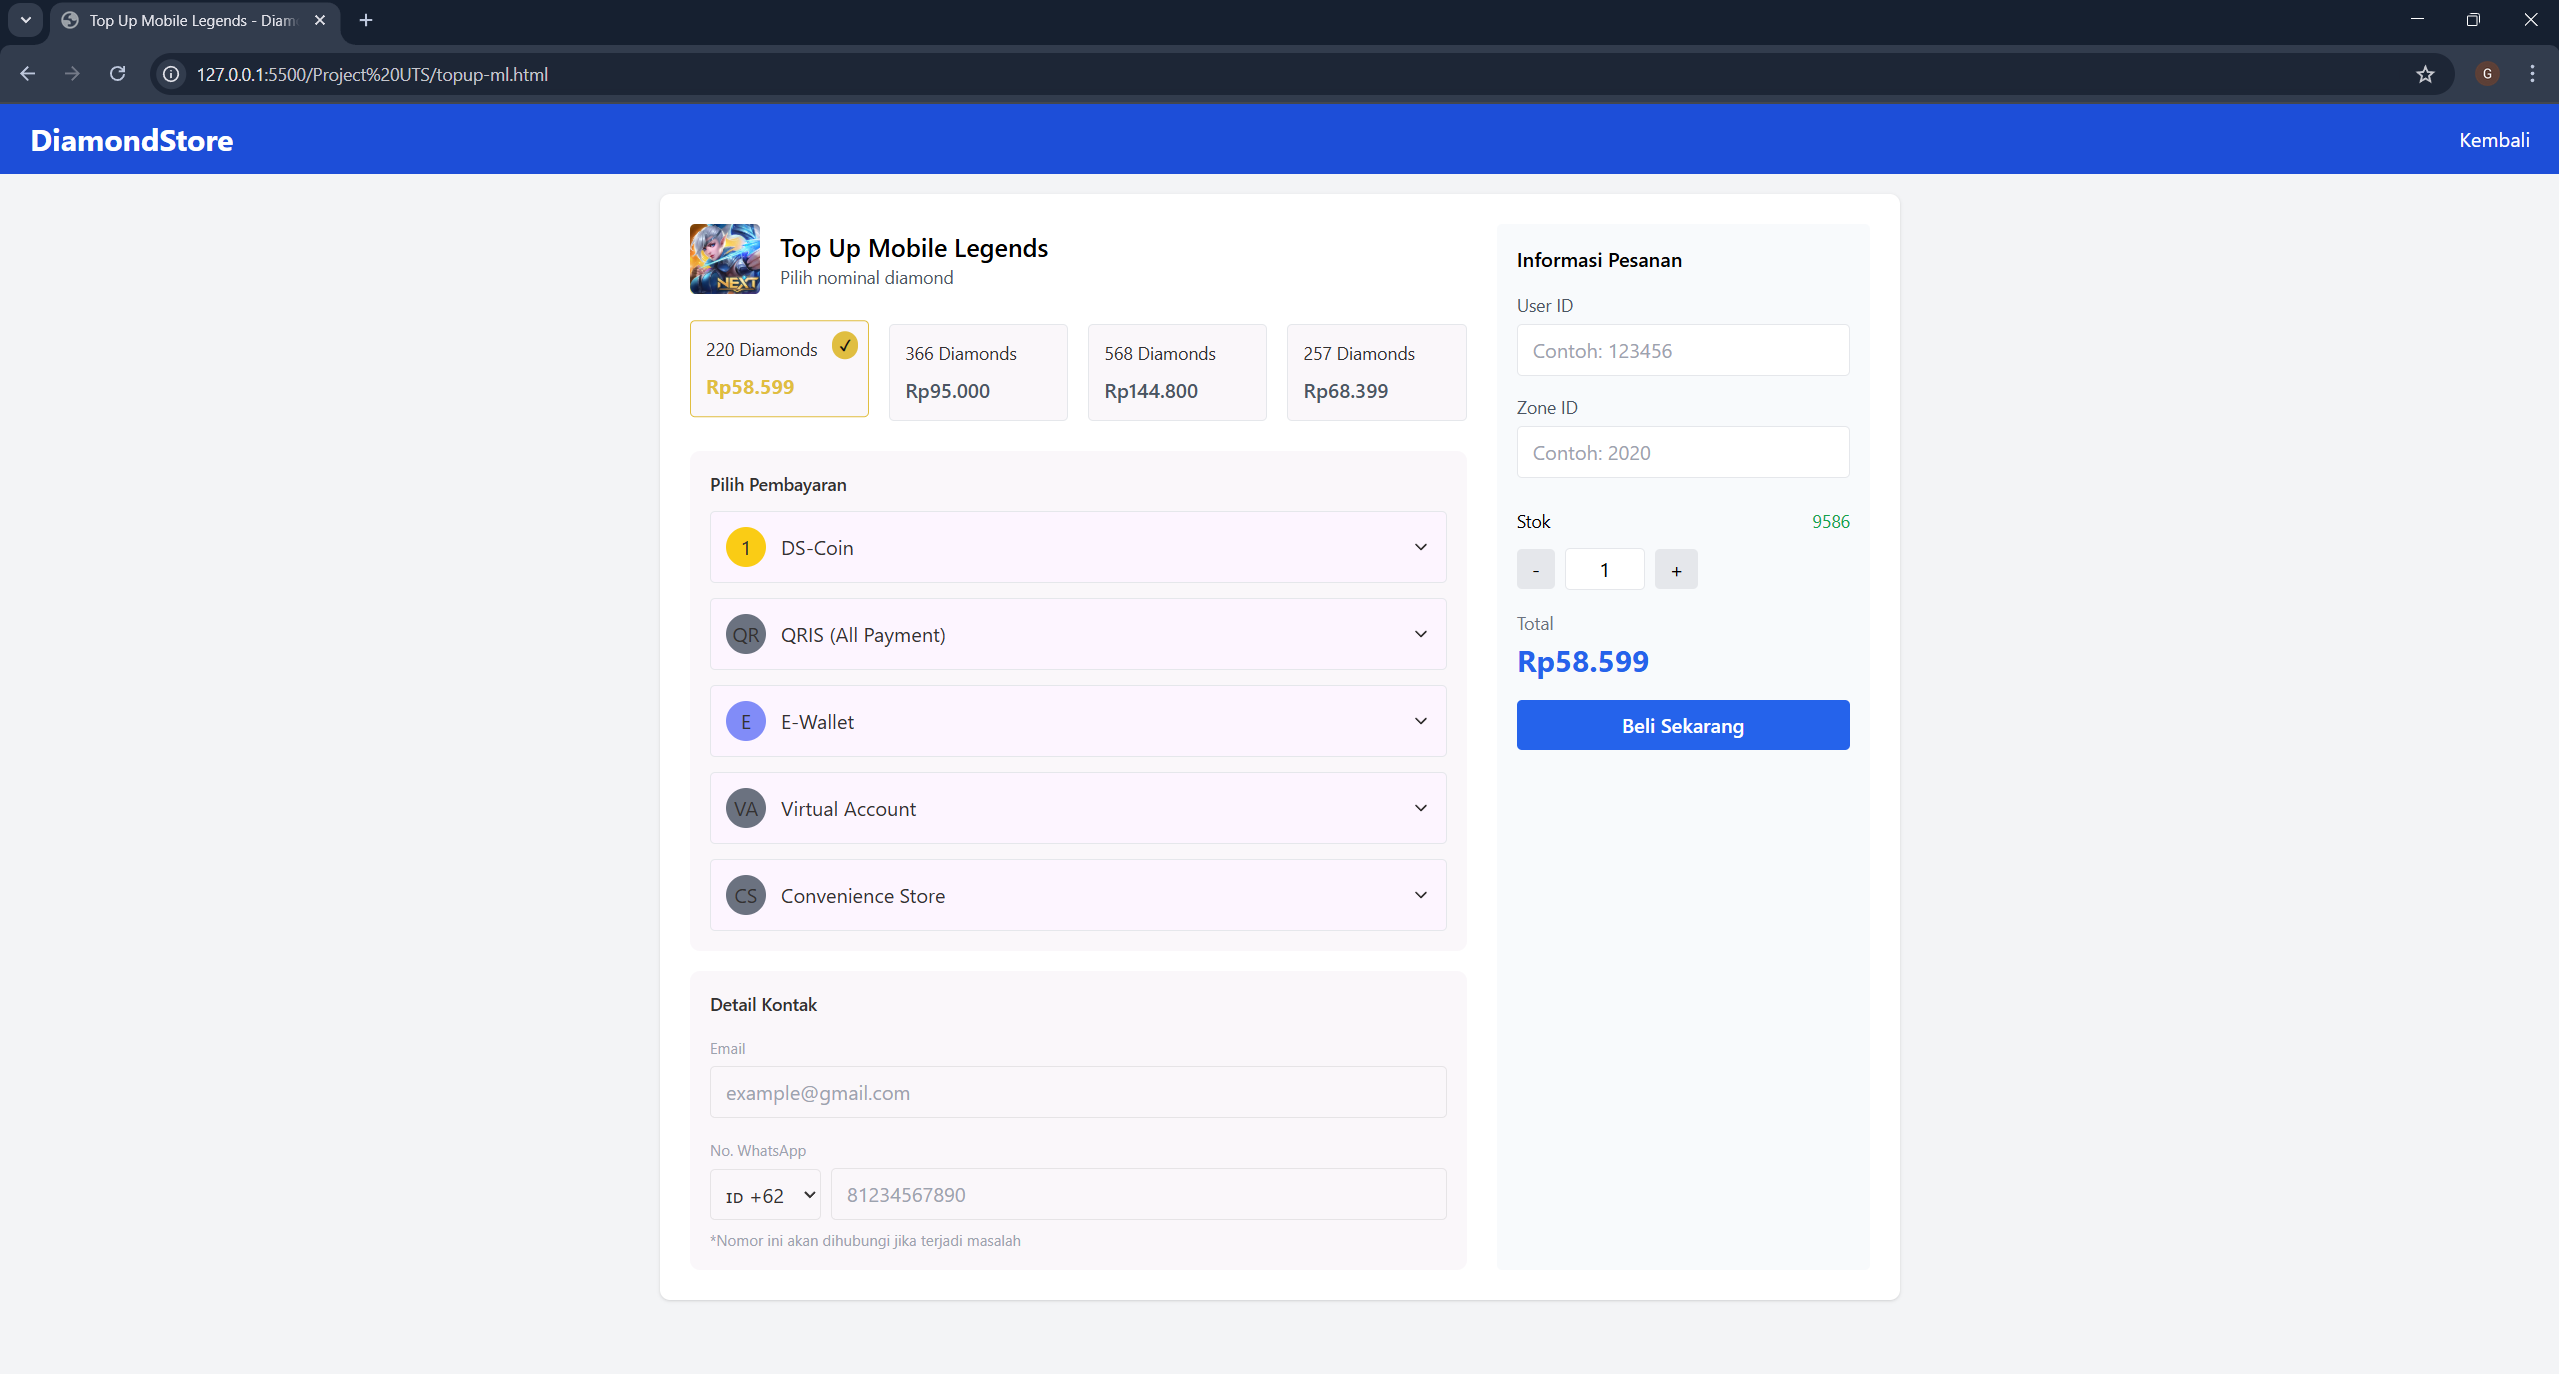 Top Up Mobile Legends - Diam
127.0.0.1:5500/Project%20UTS/topup-ml.html
G
DiamondStore
Kembali
NEXT
Top Up Mobile Legends
Pilih nominal diamond
220 Diamonds
Rp58.599
366 Diamonds
Rp95.000
568 Diamonds
Rp144.800
257 Diamonds
Rp68.399
Pilih Pembayaran
1 DS-Coin
QR QRIS (All Payment)
E E-Wallet
VA Virtual Account
CS Convenience Store
Detail Kontak
Email
example@gmail.com
No. WhatsApp
ID +62
81234567890
*Nomor ini akan dihubungi jika terjadi masalah
Informasi Pesanan
User ID
Contoh: 123456
Zone ID
Contoh: 2020
Stok 9586
- 1 +
Total
Rp58.599
Beli Sekarang